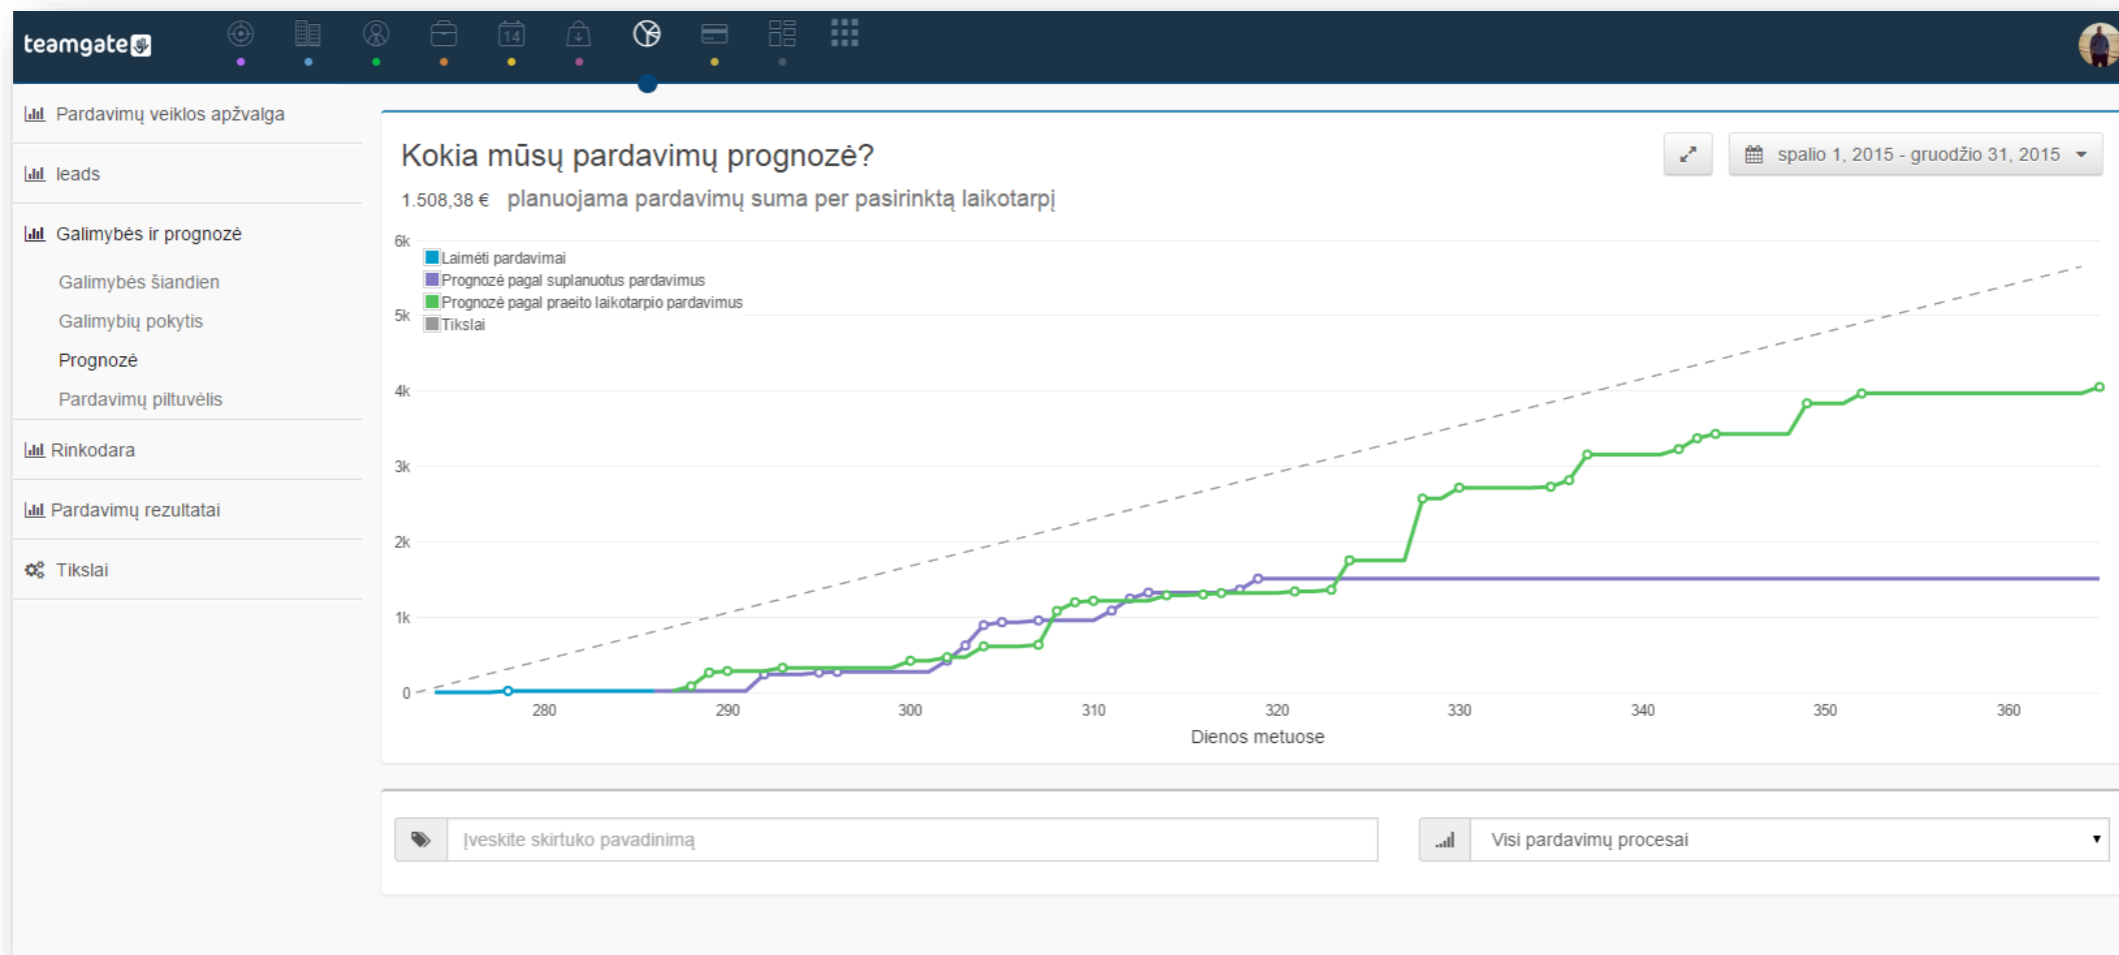 teamgate
14
Pardavimų veiklos apžvalga
leads
Galimybės ir prognozė
Galimybės šiandien
Galimybių pokytis
Prognozė
Pardavimų piltuvėlis
Rinkodara
Pardavimų rezultatai
Tikslai
Kokia mūsų pardavimų prognozė?
spalio 1, 2015 - gruodžio 31, 2015
1.508,38 € planuojama pardavimų suma per pasirinktą laikotarpį
Laimėti pardavimai
Prognozė pagal suplanuotus pardavimus
Prognozė pagal praeito laikotarpio pardavimus
Tikslai
6k
5k
4k
3k
2k
1k
0
280 290 300 310 320 330 340 350 360
Dienos metuose
Įveskite skirtuko pavadinimą
Visi pardavimų procesai